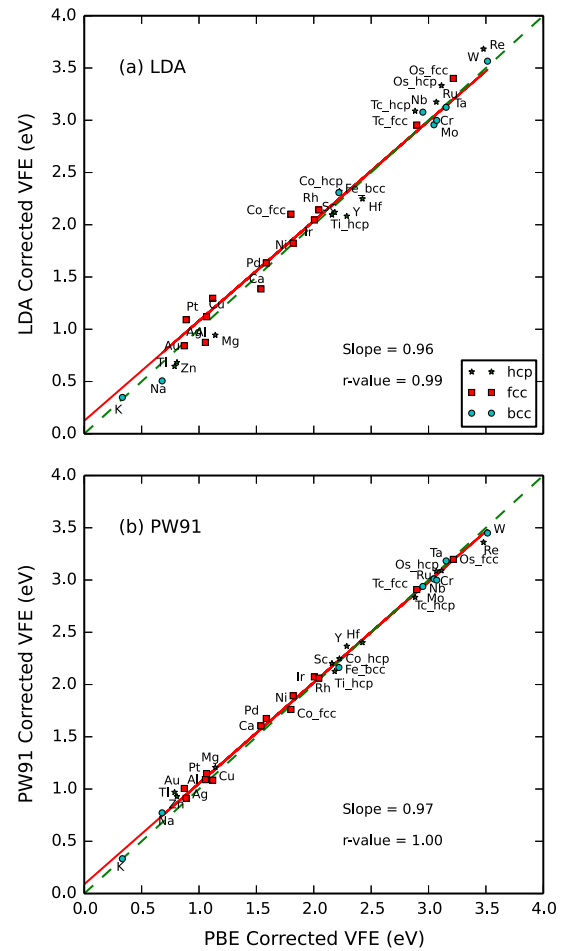 4.0
(a) LDA
Re
W
3.5
Os_fcc
Os_hcp
Ru
Nb
Ta
Tc_hcp
3.0
Tc_fcc
Cr
Mo
2.5
Co_hcp
Fe_bcc
Rh
Sc
Hf
Co_fcc
Y
2.0
Ir
Ti_hcp
Ni
Pd
1.5
Ca
Pt
Cu
1.0
Ag
Al
Au
Mg
Slope = 0.96
Tl
Zn
r-value = 0.99
hcp
0.5
Na
fcc
K
bcc
0.0
LDA Corrected VFE (eV)
4.0
(b) PW91
3.5
W
Ta
Re
Os_hcp
Os_fcc
3.0
Ru
Cr
Tc_fcc
Nb
Mo
Tc_hcp
2.5
Y
Hf
Sc
Co_hcp
Fe_bcc
Ir
Ti_hcp
2.0
Rh
Ni
Pd
Co_fcc
Ca
1.5
Mg
Pt
Au
Al
Cu
1.0
Tl
Ag
Zn
Slope = 0.97
Na
r-value = 1.00
0.5
K
0.0
PW91 Corrected VFE (eV)
0.0 0.5 1.0 1.5 2.0 2.5 3.0 3.5 4.0
PBE Corrected VFE (eV)